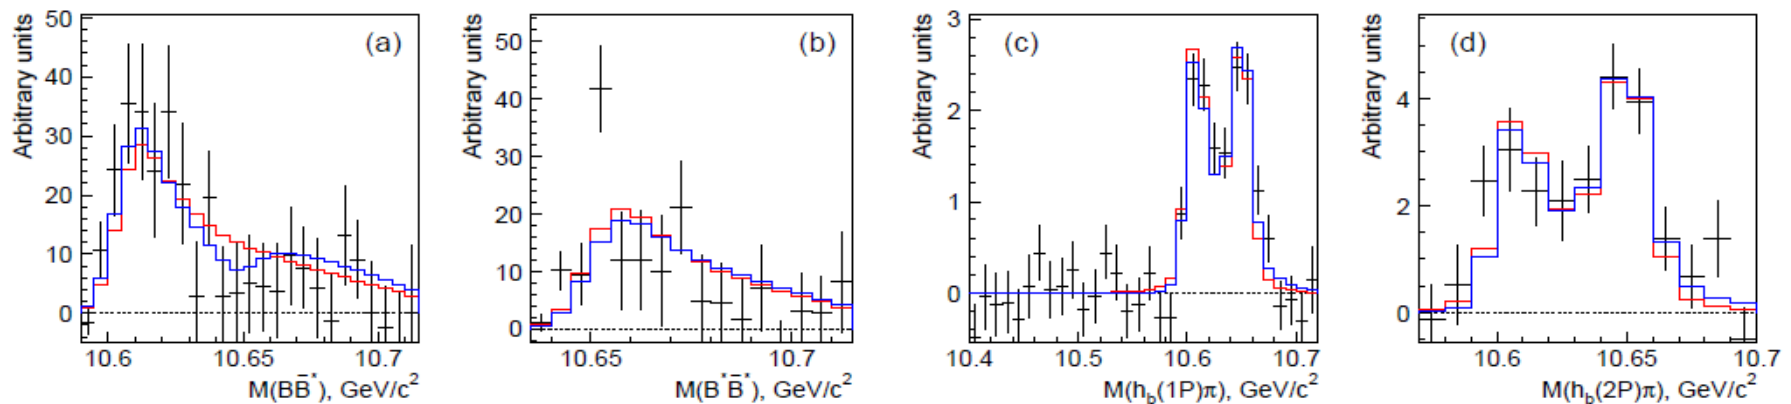 Arbitrary units
50
40
30
20
10
0
(a)
10.6
10.65
10.7
M(BB̄*), GeV/c²
Arbitrary units
50
40
30
20
10
0
(b)
10.65
10.7
M(B*B̄*), GeV/c²
Arbitrary units
3
2
1
0
(c)
10.4
10.5
10.6
10.7
M(h_b(1P)π), GeV/c²
Arbitrary units
4
2
0
(d)
10.6
10.65
10.7
M(h_b(2P)π), GeV/c²